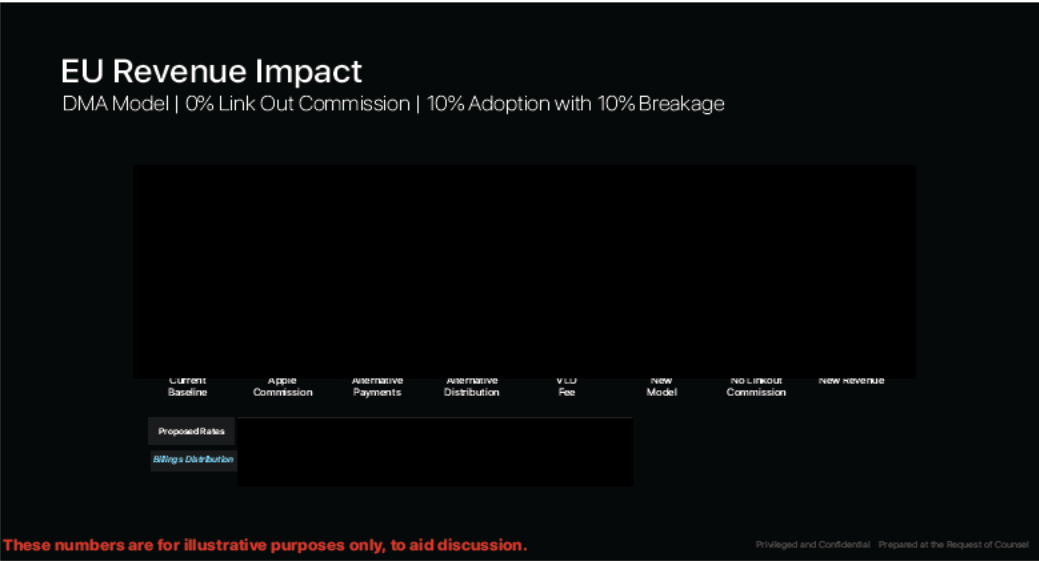 EU Revenue Impact
DMA Model | 0% Link Out Commission | 10% Adoption with 10% Breakage
Current Apple Alternative Alternative VLD New No Linkout New Revenue
Baseline Commission Payments Distribution Fee Model Commission
Proposed Rates
Billings Distribution
These numbers are for illustrative purposes only, to aid discussion.
Privileged and Confidential Prepared at the Request of Counsel